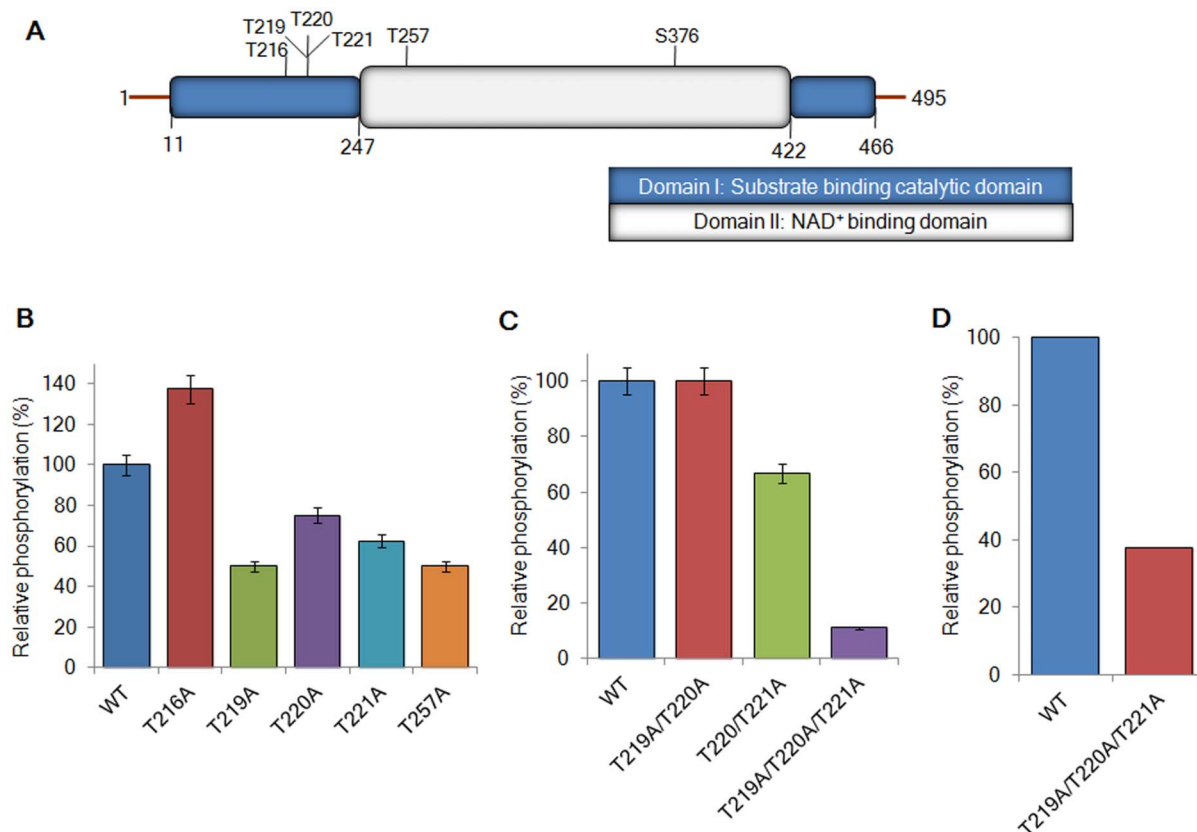 A
T219
T220
T221
T216
T257
S376
1
495
11
247
422
466
Domain I: Substrate binding catalytic domain
Domain II: NAD⁺ binding domain
B
Relative phosphorylation (%)
140
120
100
80
60
40
20
0
WT
T216A
T219A
T220A
T221A
T257A
C
Relative phosphorylation (%)
100
80
60
40
20
0
WT
T219A/T220A
T220/T221A
T219A/T220A/T221A
D
Relative phosphorylation (%)
100
80
60
40
20
0
WT
T219A/T220A/T221A